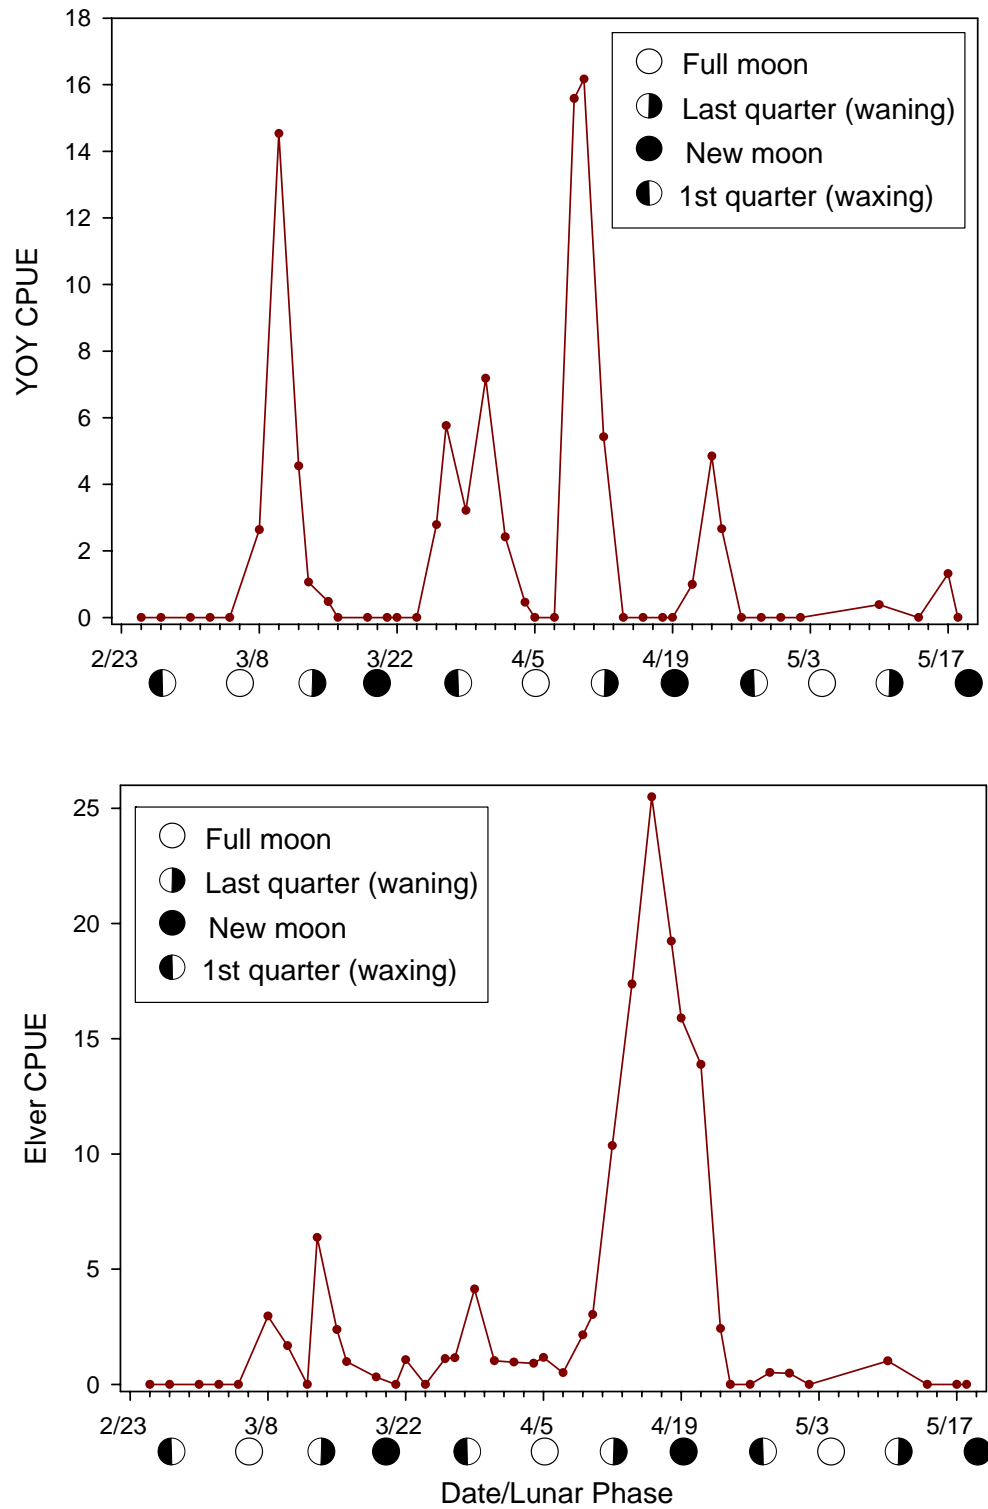 18
16
14
12
10
8
6
4
2
0
YOY CPUE
Full moon
Last quarter (waning)
New moon
1st quarter (waxing)
2/23 3/8 3/22 4/5 4/19 5/3 5/17
25
20
15
10
5
0
Elver CPUE
Full moon
Last quarter (waning)
New moon
1st quarter (waxing)
2/23 3/8 3/22 4/5 4/19 5/3 5/17
Date/Lunar Phase